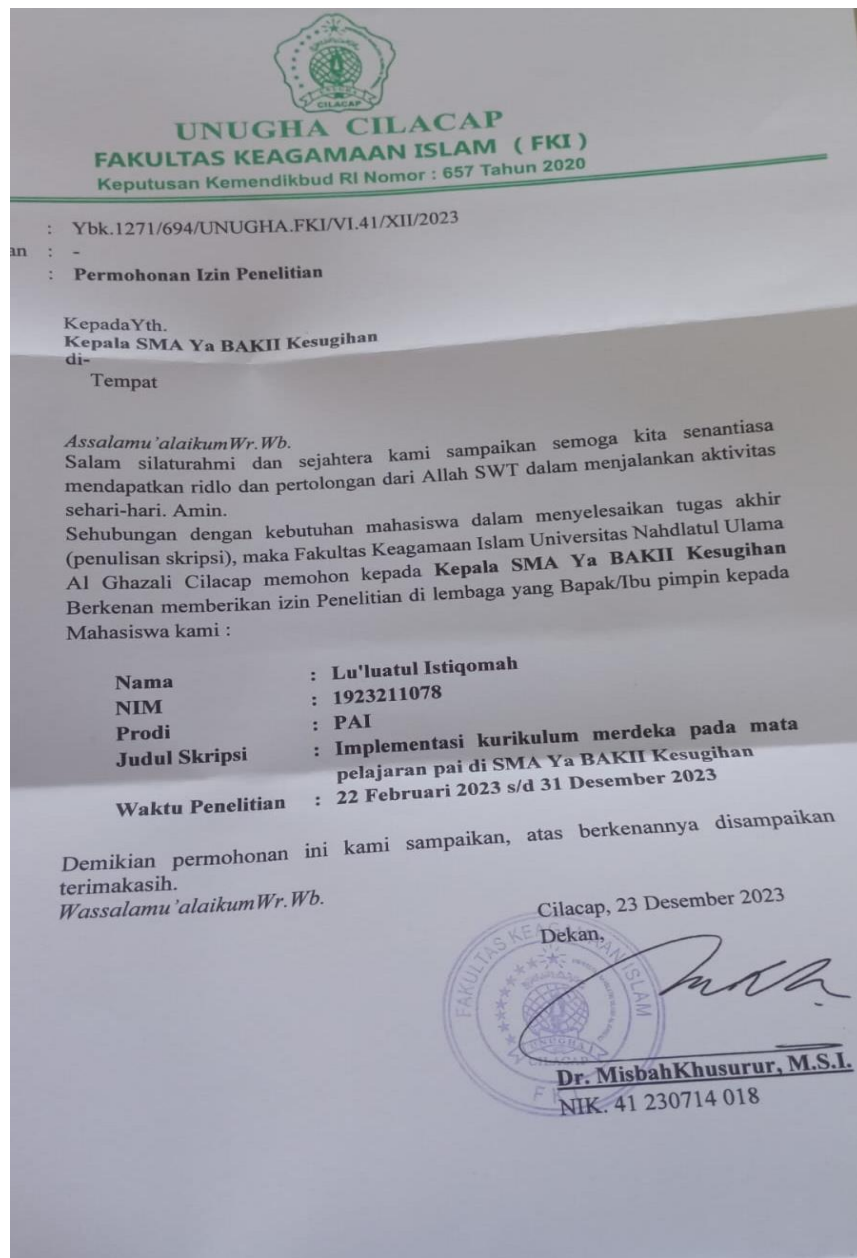 CILACAP
UNUGHA CILACAP
FAKULTAS KEAGAMAAN ISLAM ( FKI )
Keputusan Kemendikbud RI Nomor : 657 Tahun 2020
: Ybk.1271/694/UNUGHA.FKI/VI.41/XII/2023
an : -
: Permohonan Izin Penelitian
KepadaYth.
Kepala SMA Ya BAKII Kesugihan
di-
Tempat
Assalamu'alaikumWr.Wb.
Salam silaturahmi dan sejahtera kami sampaikan semoga kita senantiasa
mendapatkan ridlo dan pertolongan dari Allah SWT dalam menjalankan aktivitas
sehari-hari. Amin.
Sehubungan dengan kebutuhan mahasiswa dalam menyelesaikan tugas akhir
(penulisan skripsi), maka Fakultas Keagamaan Islam Universitas Nahdlatul Ulama
Al Ghazali Cilacap memohon kepada Kepala SMA Ya BAKII Kesugihan
Berkenan memberikan izin Penelitian di lembaga yang Bapak/Ibu pimpin kepada
Mahasiswa kami :
Nama : Lu'luatul Istiqomah
NIM : 1923211078
Prodi : PAI
Judul Skripsi : Implementasi kurikulum merdeka pada mata
pelajaran pai di SMA Ya BAKII Kesugihan
Waktu Penelitian : 22 Februari 2023 s/d 31 Desember 2023
Demikian permohonan ini kami sampaikan, atas berkenannya disampaikan
terimakasih.
Wassalamu'alaikumWr.Wb.
Cilacap, 23 Desember 2023
Dekan,
FAKULTAS KEAGAMAAN ISLAM
UNUGHA
CILACAP
FKI
Dr. MisbahKhusurur, M.S.I.
NIK. 41 230714 018